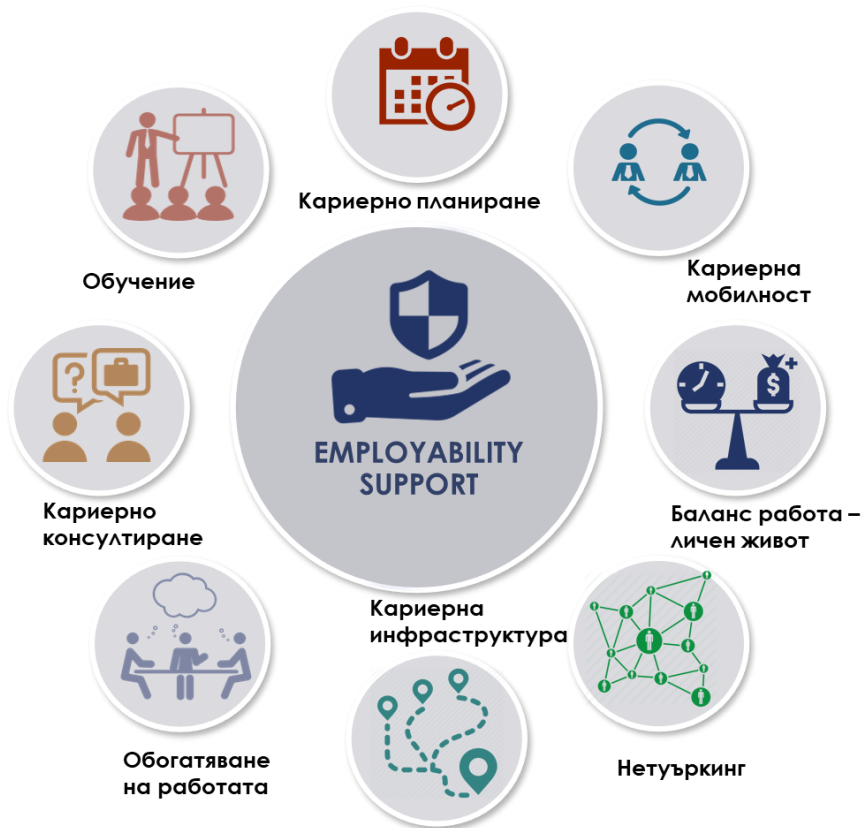 Кариерно планиране
Обучение
Кариерна
мобилност
?
$
+
EMPLOYABILITY
SUPPORT
Кариерно
консултиране
Баланс работа –
личен живот
Кариерна
инфраструктура
Обогатяване
на работата
Нетуъркинг